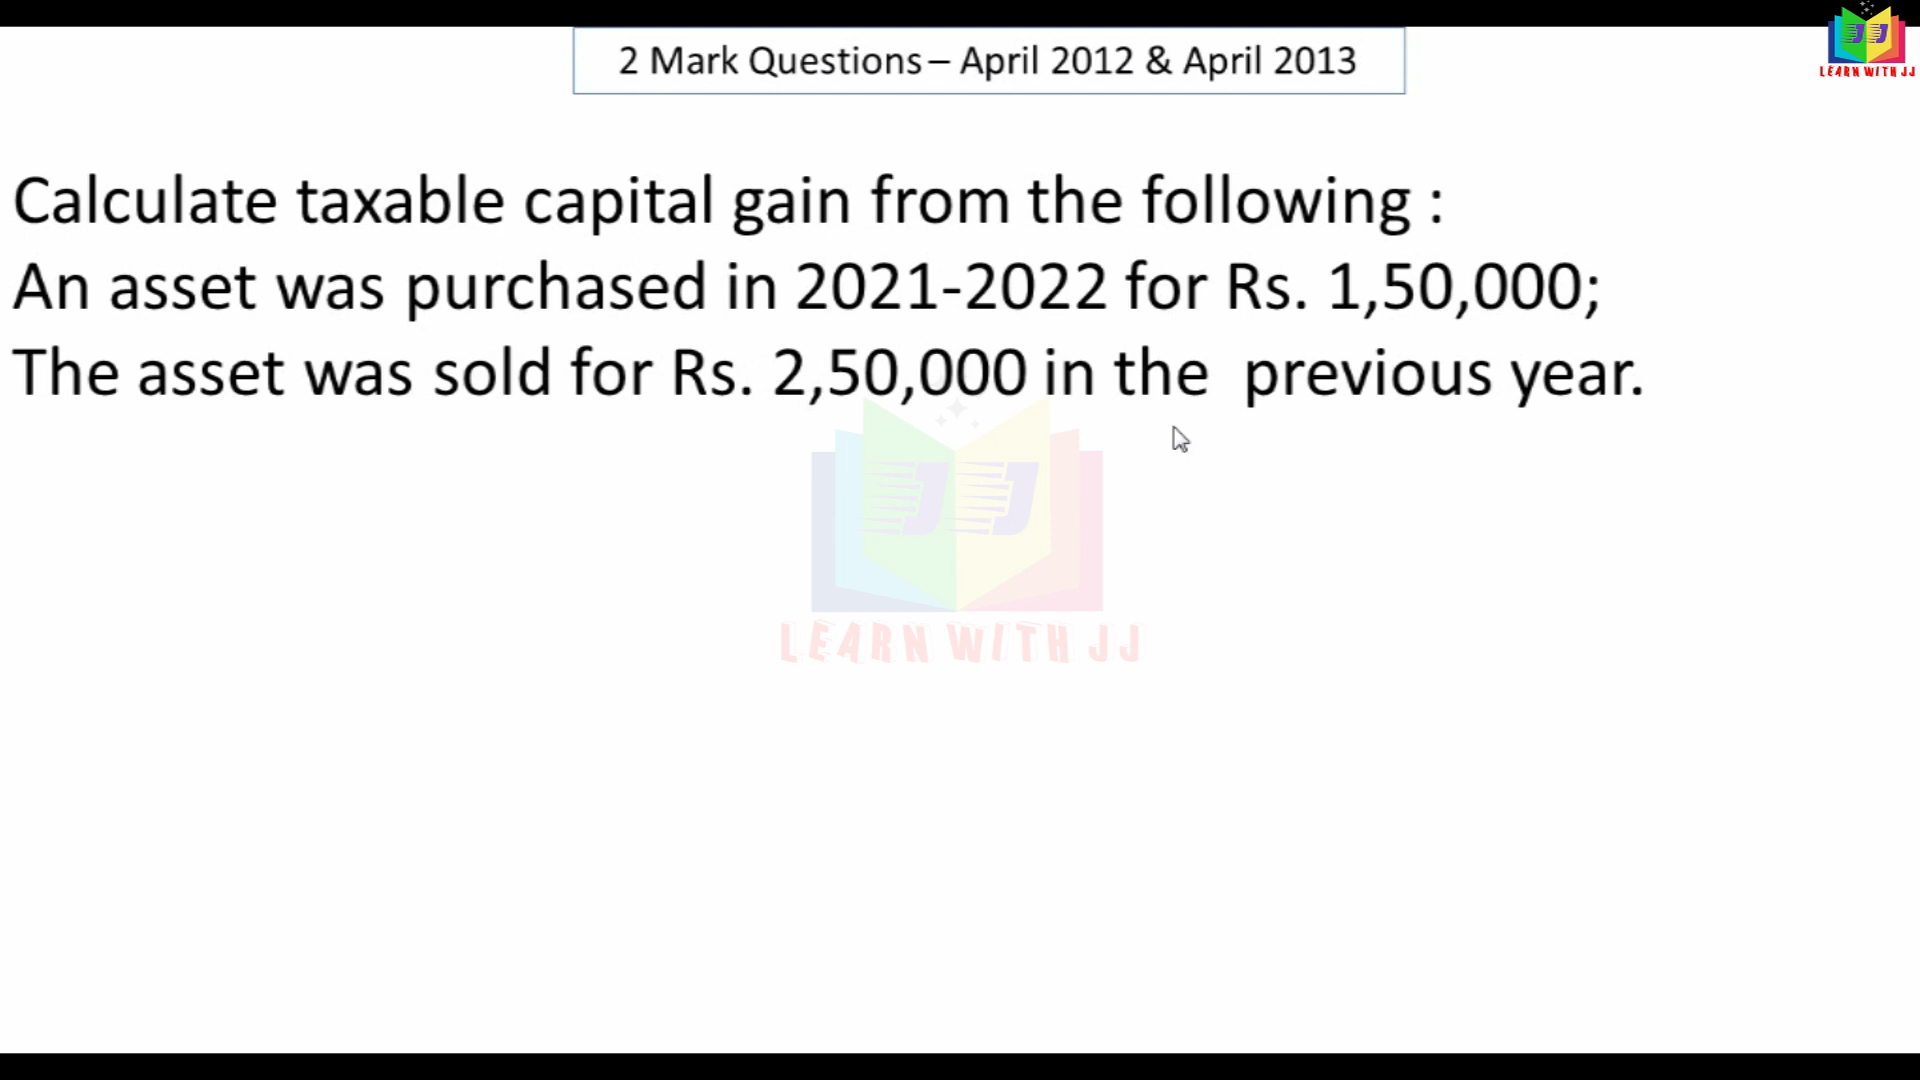 2 Mark Questions – April 2012 & April 2013
LEARN WITH JJ
Calculate taxable capital gain from the following :
An asset was purchased in 2021-2022 for Rs. 1,50,000;
The asset was sold for Rs. 2,50,000 in the  previous year.
JJ
LEARN WITH JJ